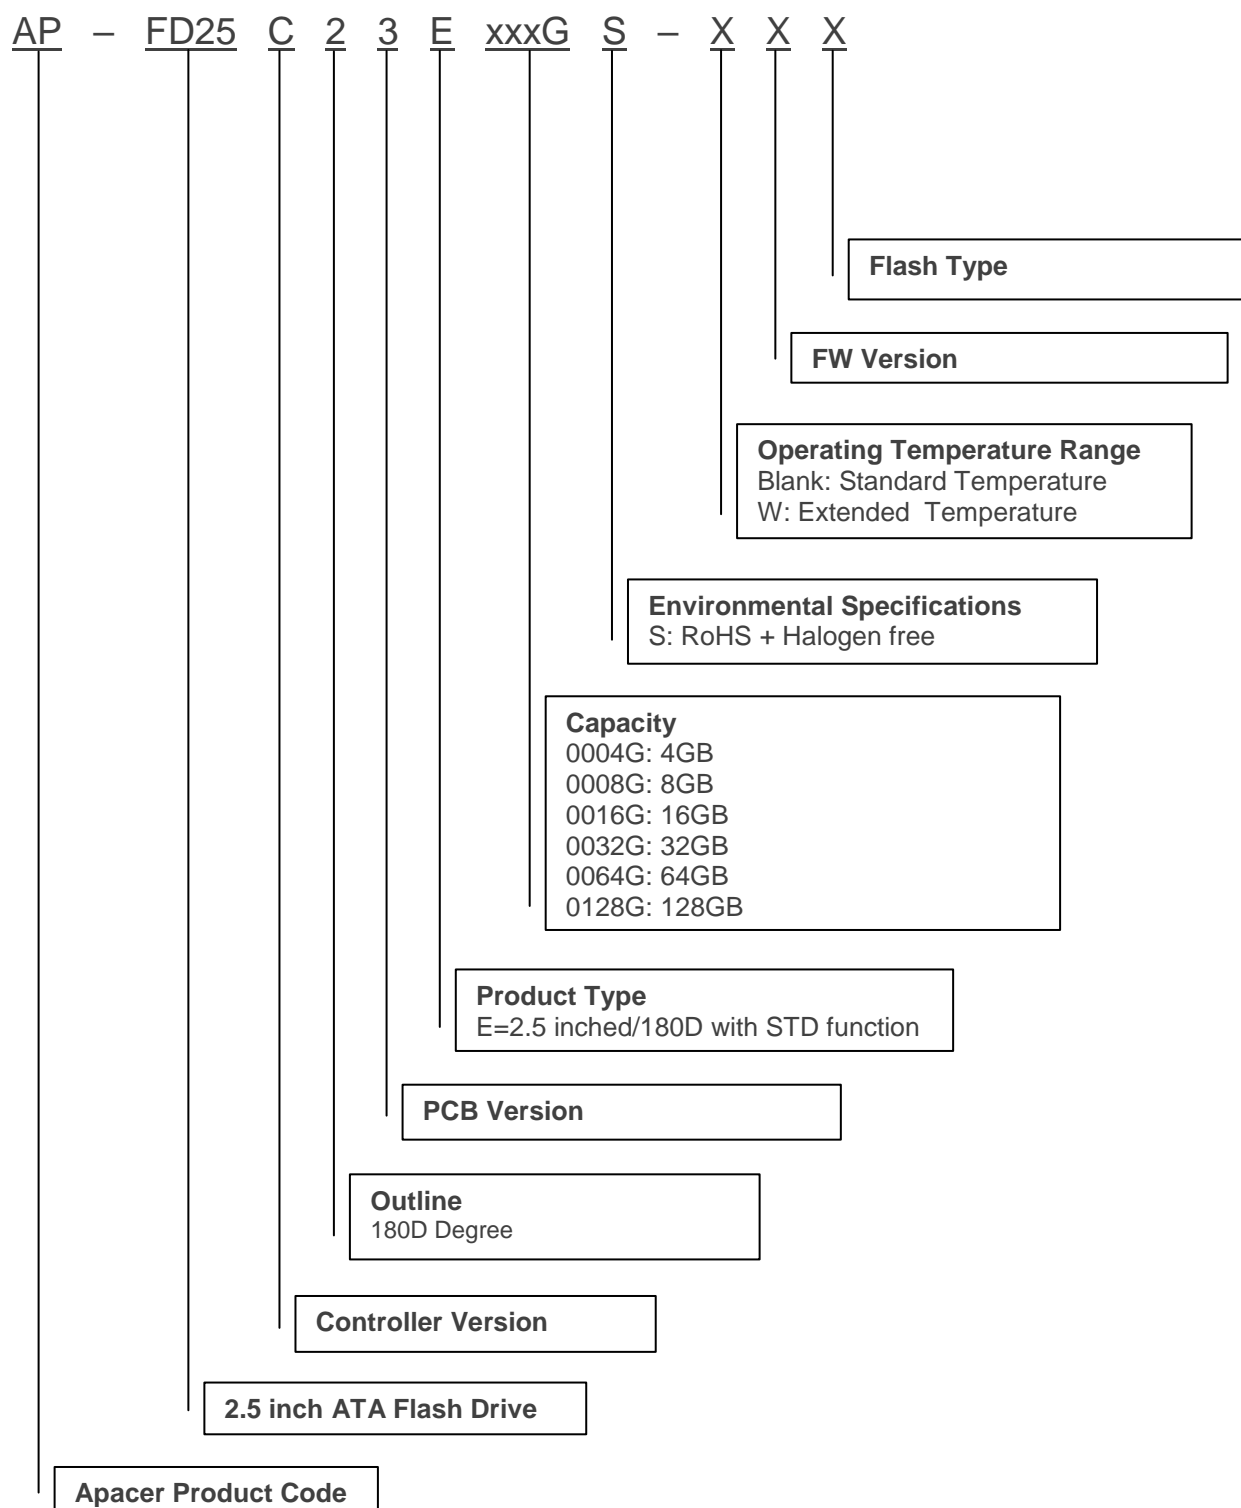 AP – FD25 C 2 3 E xxxG S – X X X
Flash Type
FW Version
Operating Temperature Range
Blank: Standard Temperature
W: Extended Temperature
Environmental Specifications
S: RoHS + Halogen free
Capacity
0004G: 4GB
0008G: 8GB
0016G: 16GB
0032G: 32GB
0064G: 64GB
0128G: 128GB
Product Type
E=2.5 inched/180D with STD function
PCB Version
Outline
180D Degree
Controller Version
2.5 inch ATA Flash Drive
Apacer Product Code